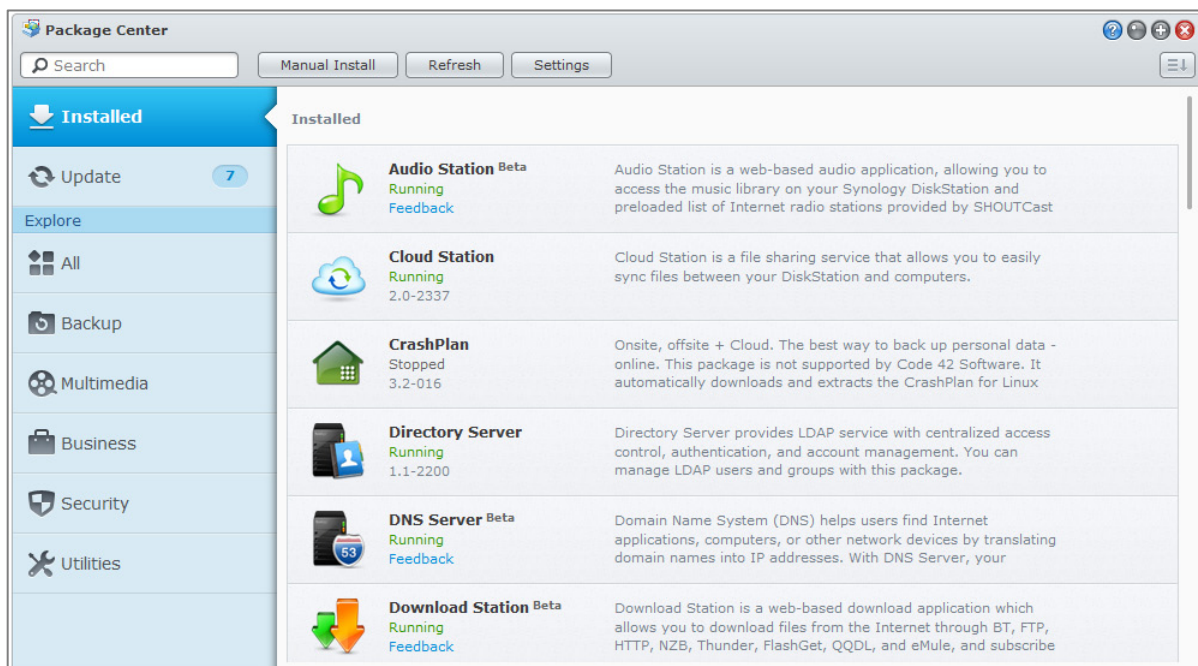 Package Center
Search
Manual Install
Refresh
Settings
Installed
Update
7
Explore
All
Backup
Multimedia
Business
Security
Utilities
Installed
Audio Station Beta
Running
Feedback
Audio Station is a web-based audio application, allowing you to
access the music library on your Synology DiskStation and
preloaded list of Internet radio stations provided by SHOUTCast
Cloud Station
Running
2.0-2337
Cloud Station is a file sharing service that allows you to easily
sync files between your DiskStation and computers.
CrashPlan
Stopped
3.2-016
Onsite, offsite + Cloud. The best way to back up personal data -
online. This package is not supported by Code 42 Software. It
automatically downloads and extracts the CrashPlan for Linux
Directory Server
Running
1.1-2200
Directory Server provides LDAP service with centralized access
control, authentication, and account management. You can
manage LDAP users and groups with this package.
DNS Server Beta
Running
Feedback
53
Domain Name System (DNS) helps users find Internet
applications, computers, or other network devices by translating
domain names into IP addresses. With DNS Server, your
Download Station Beta
Running
Feedback
Download Station is a web-based download application which
allows you to download files from the Internet through BT, FTP,
HTTP, NZB, Thunder, FlashGet, QQDL, and eMule, and subscribe